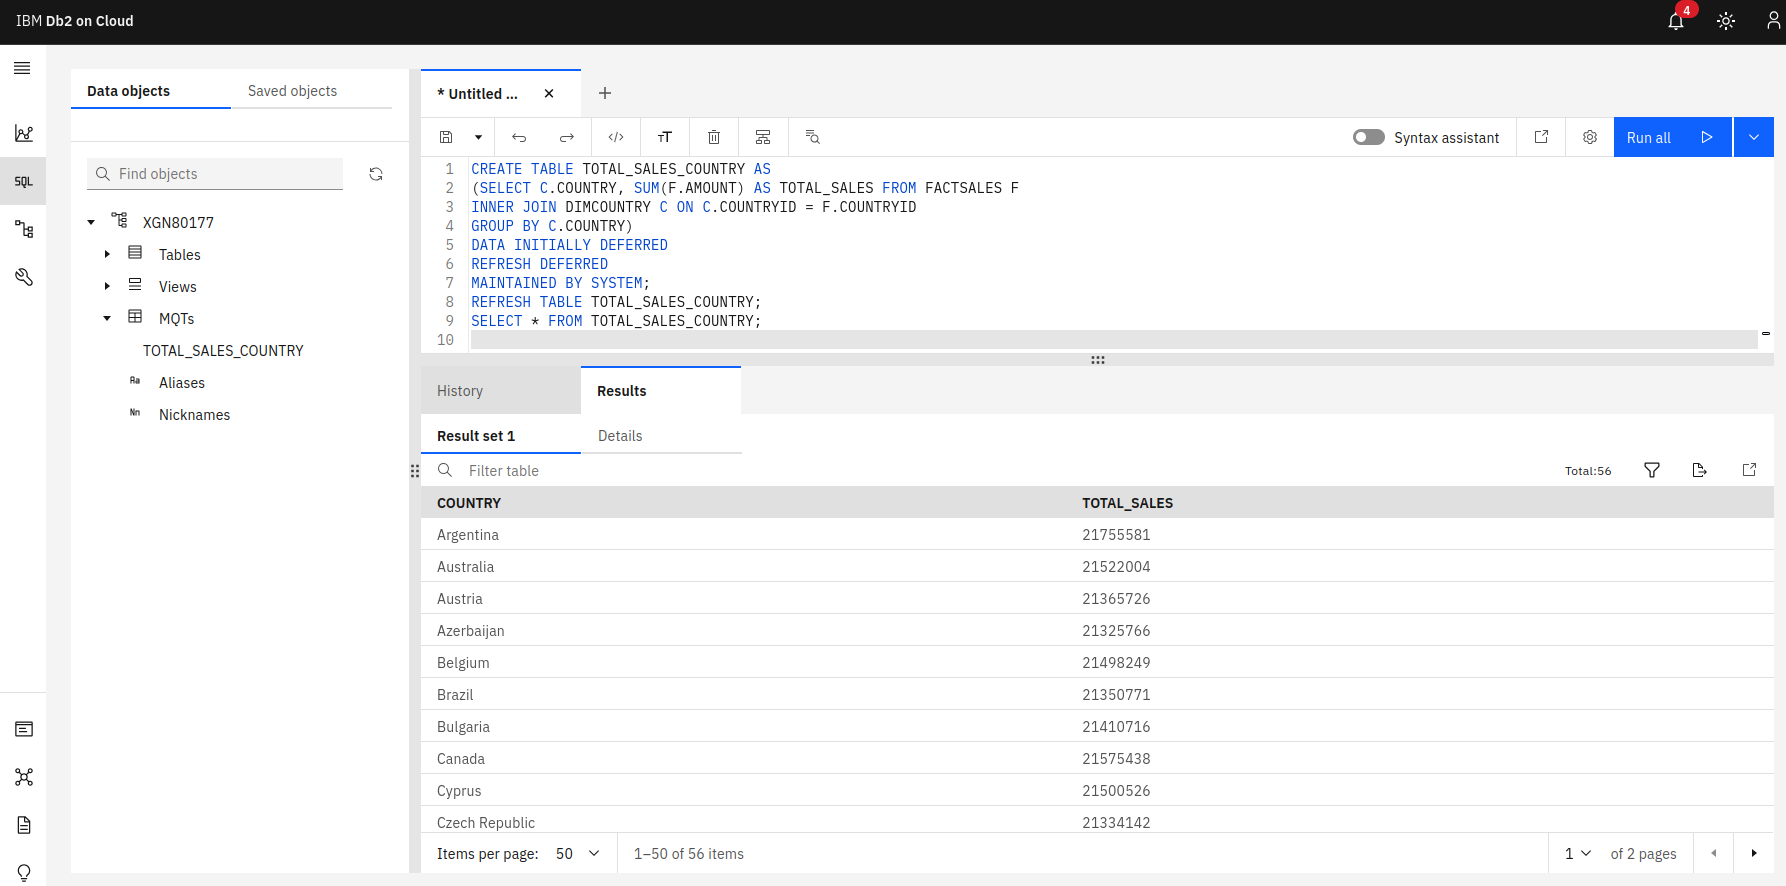 IBM Db2 on Cloud
4
Data objects
Saved objects
* Untitled ...
Syntax assistant
Run all
Find objects
SQL
XGN80177
Tables
Views
MQTs
TOTAL_SALES_COUNTRY
Aa Aliases
Nn Nicknames
1 CREATE TABLE TOTAL_SALES_COUNTRY AS
2 (SELECT C.COUNTRY, SUM(F.AMOUNT) AS TOTAL_SALES FROM FACTSALES F
3 INNER JOIN DIMCOUNTRY C ON C.COUNTRYID = F.COUNTRYID
4 GROUP BY C.COUNTRY)
5 DATA INITIALLY DEFERRED
6 REFRESH DEFERRED
7 MAINTAINED BY SYSTEM;
8 REFRESH TABLE TOTAL_SALES_COUNTRY;
9 SELECT * FROM TOTAL_SALES_COUNTRY;
10
History
Results
Result set 1
Details
Filter table
Total:56
COUNTRY TOTAL_SALES
Argentina 21755581
Australia 21522004
Austria 21365726
Azerbaijan 21325766
Belgium 21498249
Brazil 21350771
Bulgaria 21410716
Canada 21575438
Cyprus 21500526
Czech Republic 21334142
Items per page: 50 1–50 of 56 items 1 of 2 pages